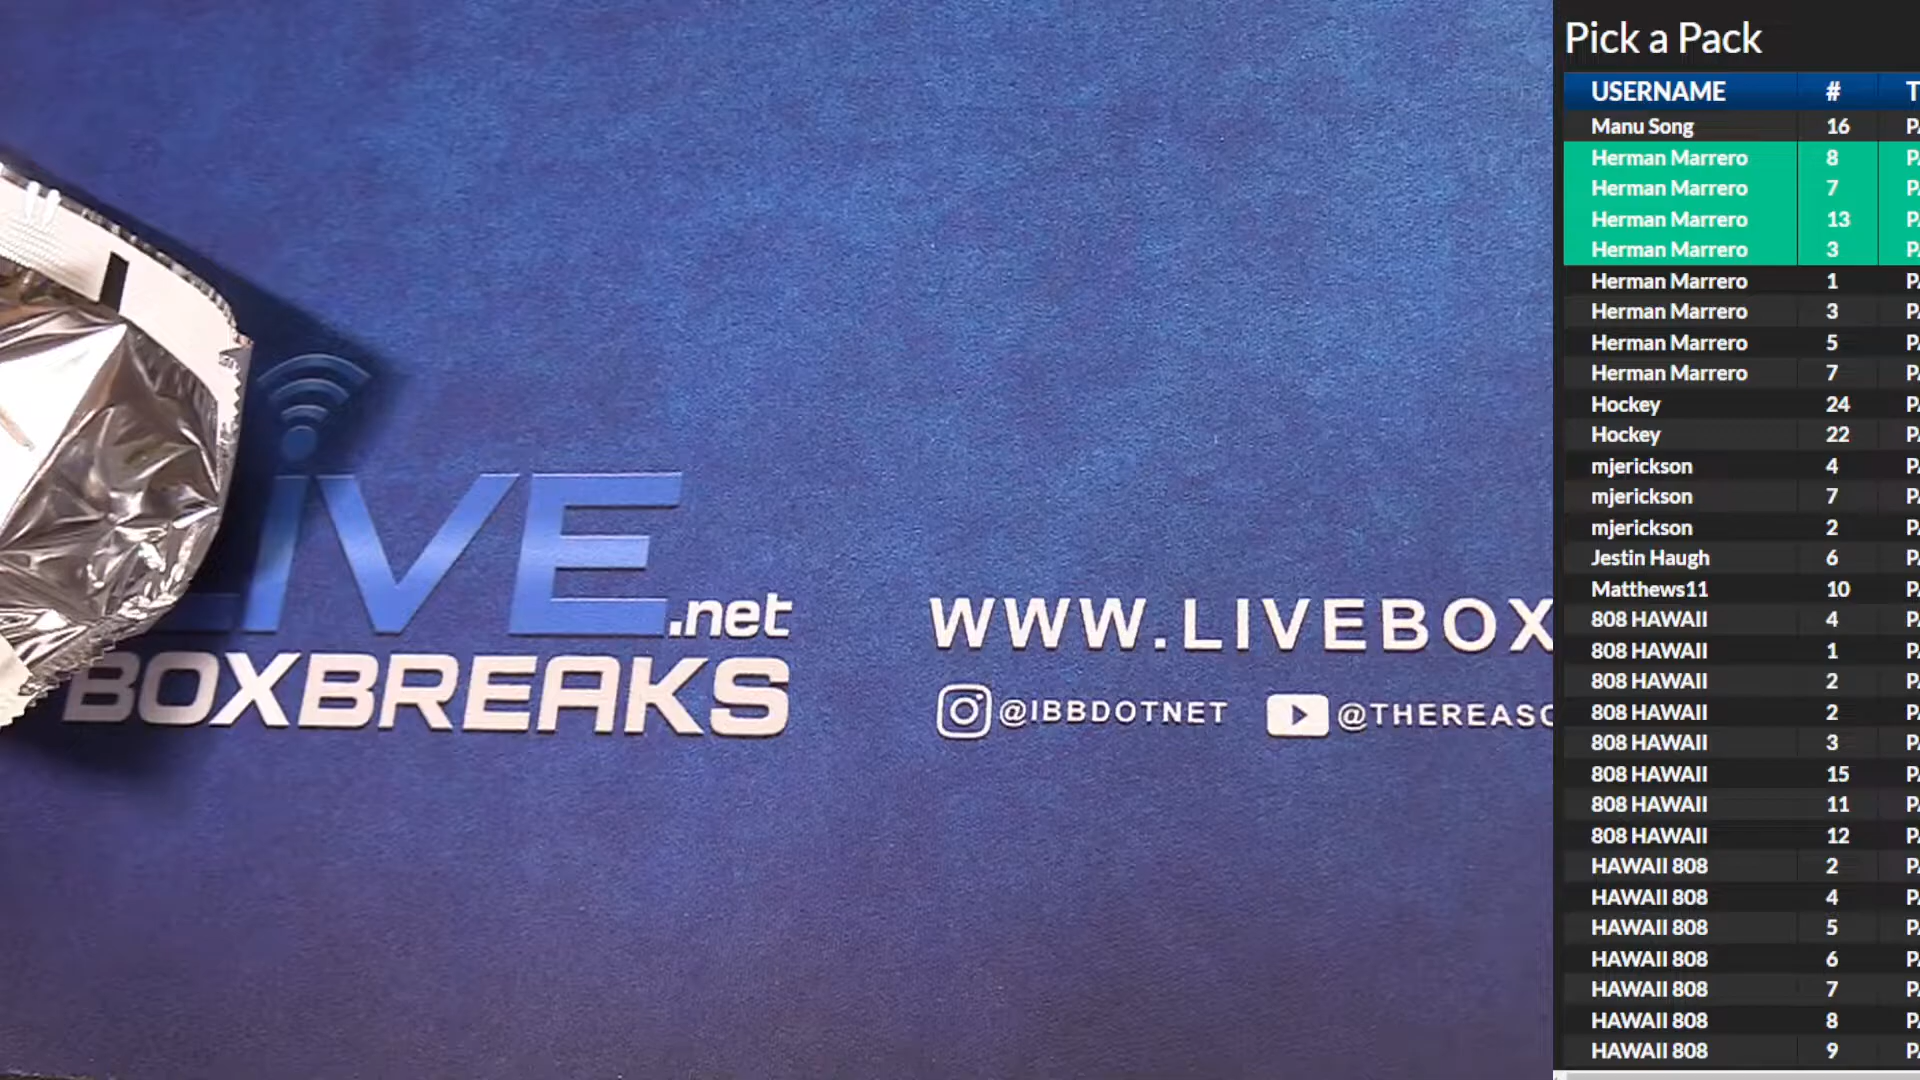 LIVE.net
BOXBREAKS
WWW.LIVEBOX
@IBBDOTNET
@THEREASO
Pick a Pack
USERNAME #
Manu Song 16
Herman Marrero 8
Herman Marrero 7
Herman Marrero 13
Herman Marrero 3
Herman Marrero 1
Herman Marrero 3
Herman Marrero 5
Herman Marrero 7
Hockey 24
Hockey 22
mjerickson 4
mjerickson 7
mjerickson 2
Jestin Haugh 6
Matthews11 10
808 HAWAII 4
808 HAWAII 1
808 HAWAII 2
808 HAWAII 2
808 HAWAII 3
808 HAWAII 15
808 HAWAII 11
808 HAWAII 12
HAWAII 808 2
HAWAII 808 4
HAWAII 808 5
HAWAII 808 6
HAWAII 808 7
HAWAII 808 8
HAWAII 808 9